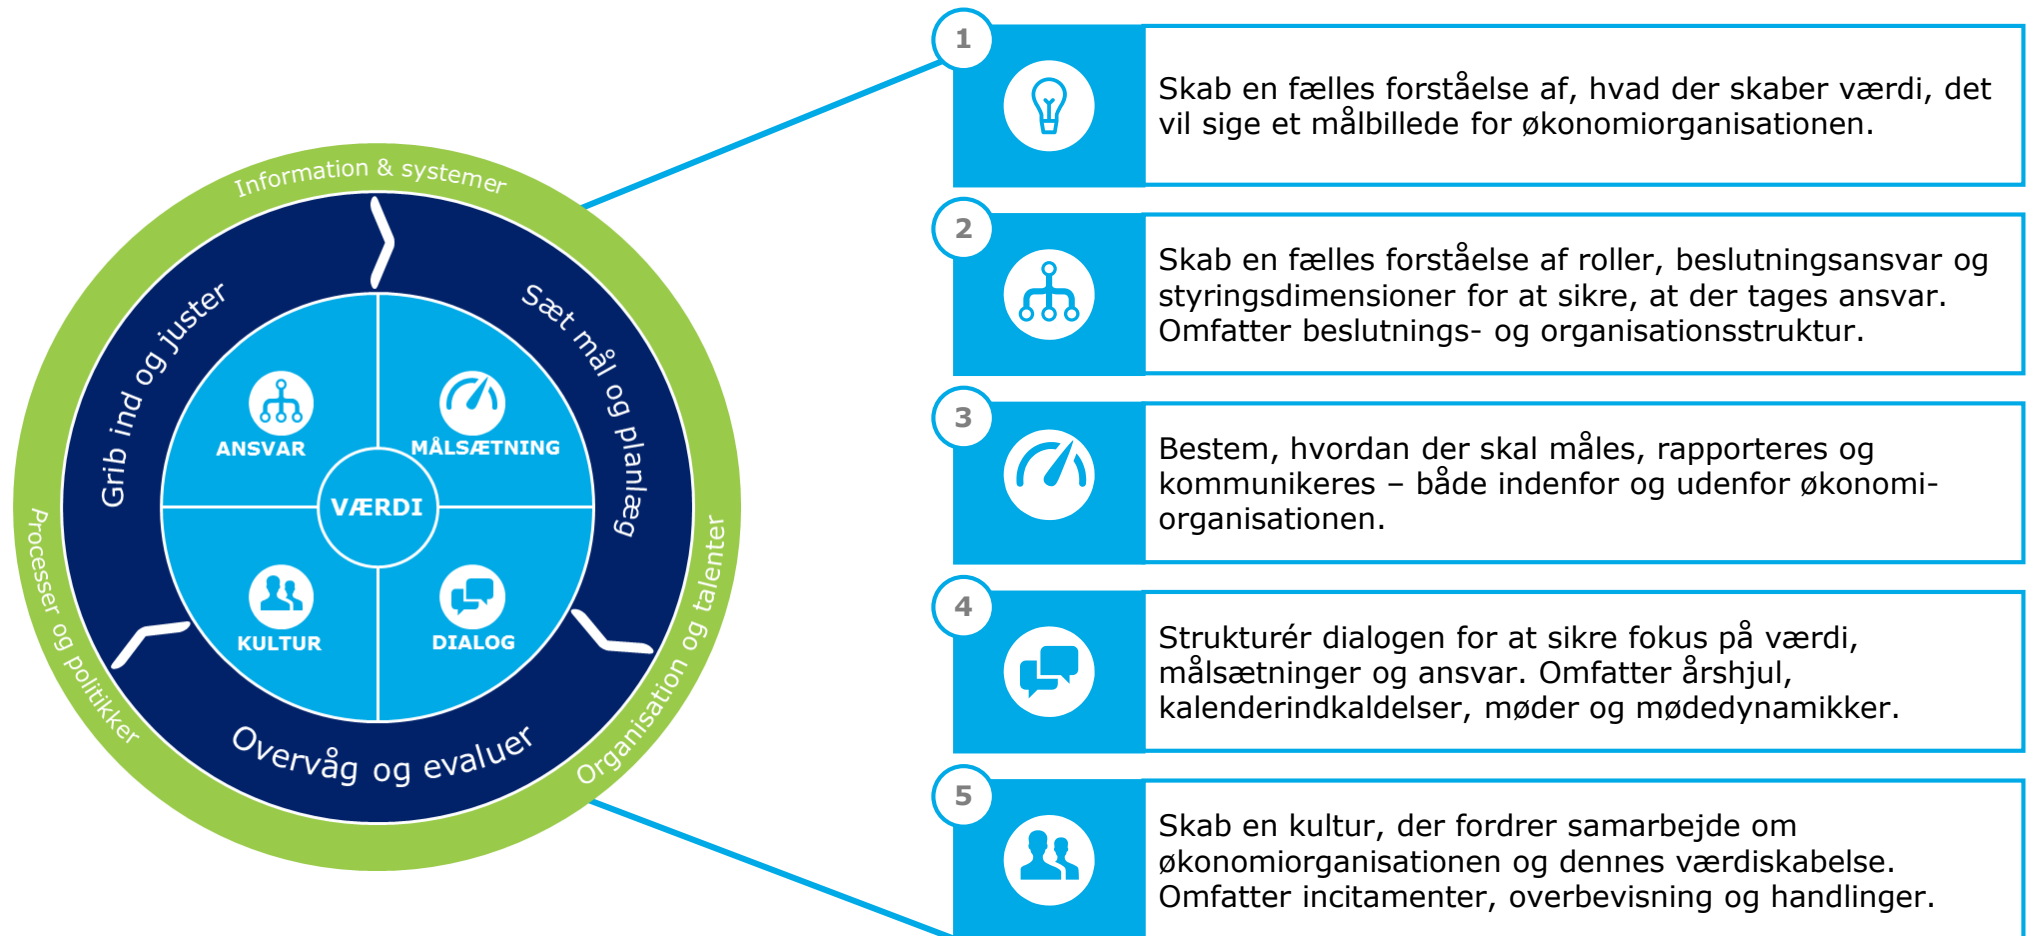 Information & systemer
Grib ind og juster
Sæt mål og planlæg
ANSVAR
MÅLSÆTNING
VÆRDI
KULTUR
DIALOG
Overvåg og evaluer
Processer og politikker
Organisation og talenter
1
Skab en fælles forståelse af, hvad der skaber værdi, det
vil sige et målbillede for økonomiorganisationen.
2
Skab en fælles forståelse af roller, beslutningsansvar og
styringsdimensioner for at sikre, at der tages ansvar.
Omfatter beslutnings- og organisationsstruktur.
3
Bestem, hvordan der skal måles, rapporteres og
kommunikeres – både indenfor og udenfor økonomi-
organisationen.
4
Strukturér dialogen for at sikre fokus på værdi,
målsætninger og ansvar. Omfatter årshjul,
kalenderindkaldelser, møder og mødedynamikker.
5
Skab en kultur, der fordrer samarbejde om
økonomiorganisationen og dennes værdiskabelse.
Omfatter incitamenter, overbevisning og handlinger.